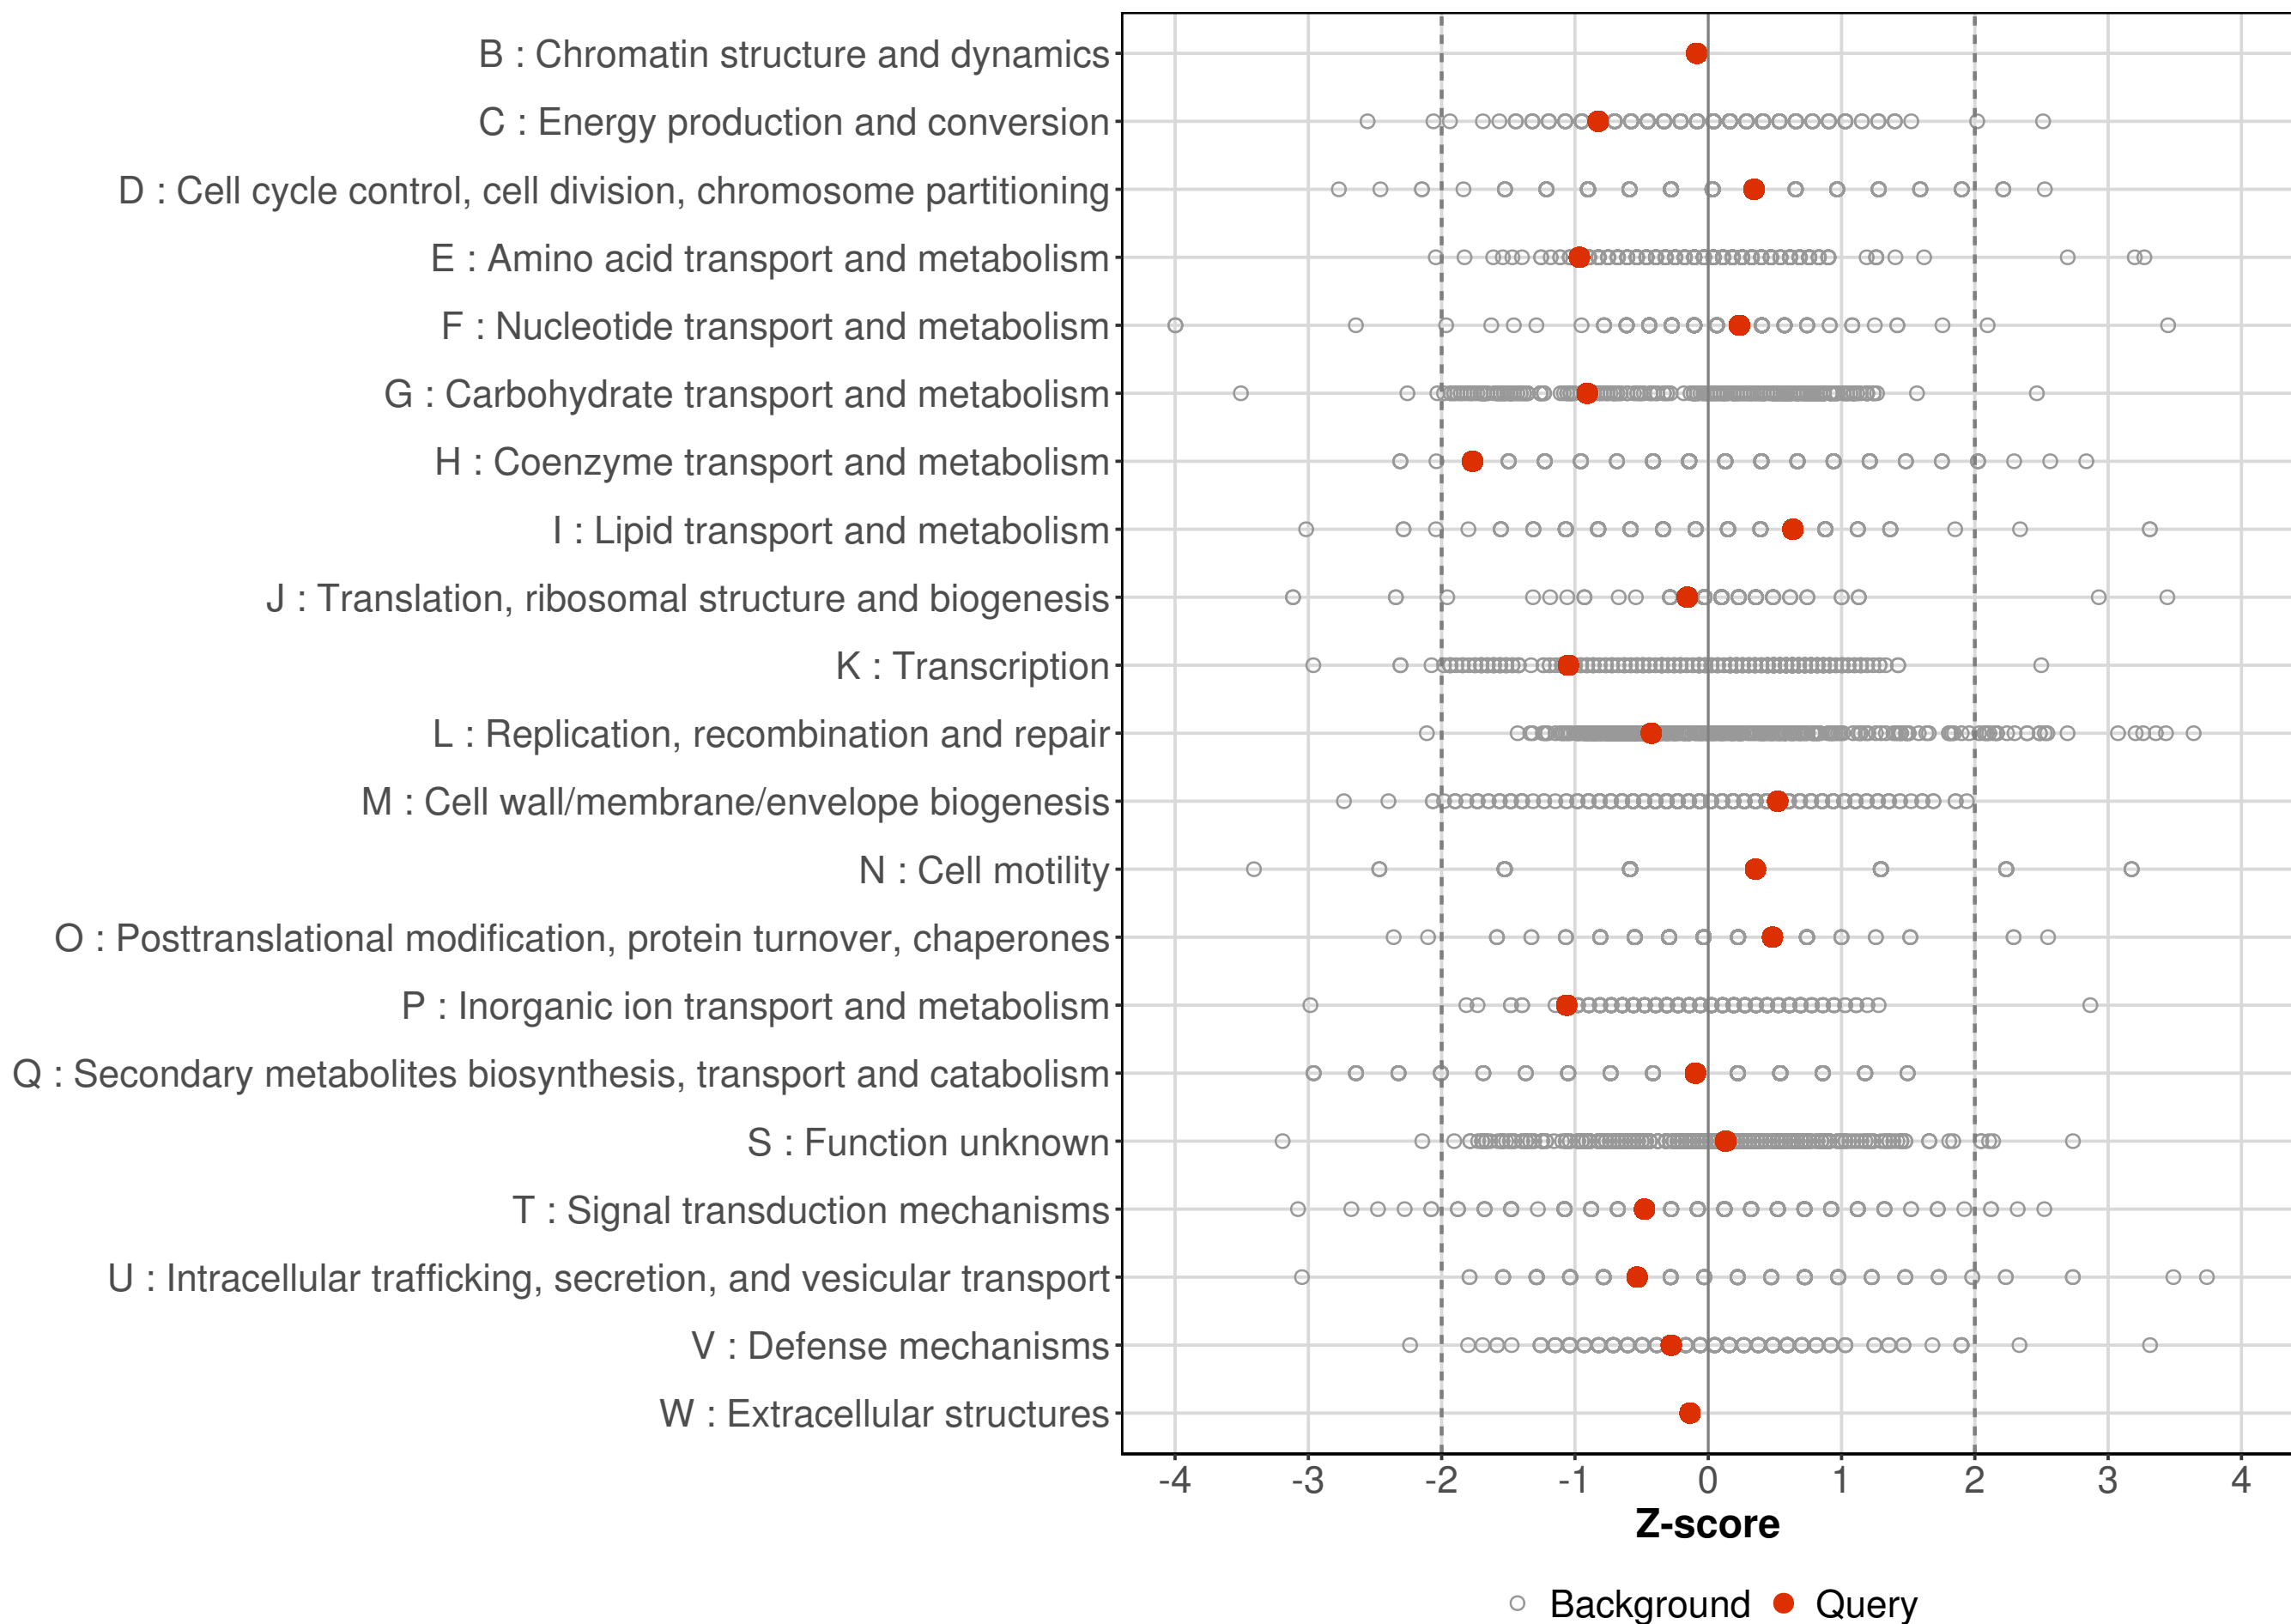 B : Chromatin structure and dynamics
C : Energy production and conversion
D : Cell cycle control, cell division, chromosome partitioning
E : Amino acid transport and metabolism
F : Nucleotide transport and metabolism
G : Carbohydrate transport and metabolism
H : Coenzyme transport and metabolism
I : Lipid transport and metabolism
J : Translation, ribosomal structure and biogenesis
K : Transcription
L : Replication, recombination and repair
M : Cell wall/membrane/envelope biogenesis
N : Cell motility
O : Posttranslational modification, protein turnover, chaperones
P : Inorganic ion transport and metabolism
Q : Secondary metabolites biosynthesis, transport and catabolism
S : Function unknown
T : Signal transduction mechanisms
U : Intracellular trafficking, secretion, and vesicular transport
V : Defense mechanisms
W : Extracellular structures
-4 -3 -2 -1 0 1 2 3 4
Z-score
Background Query